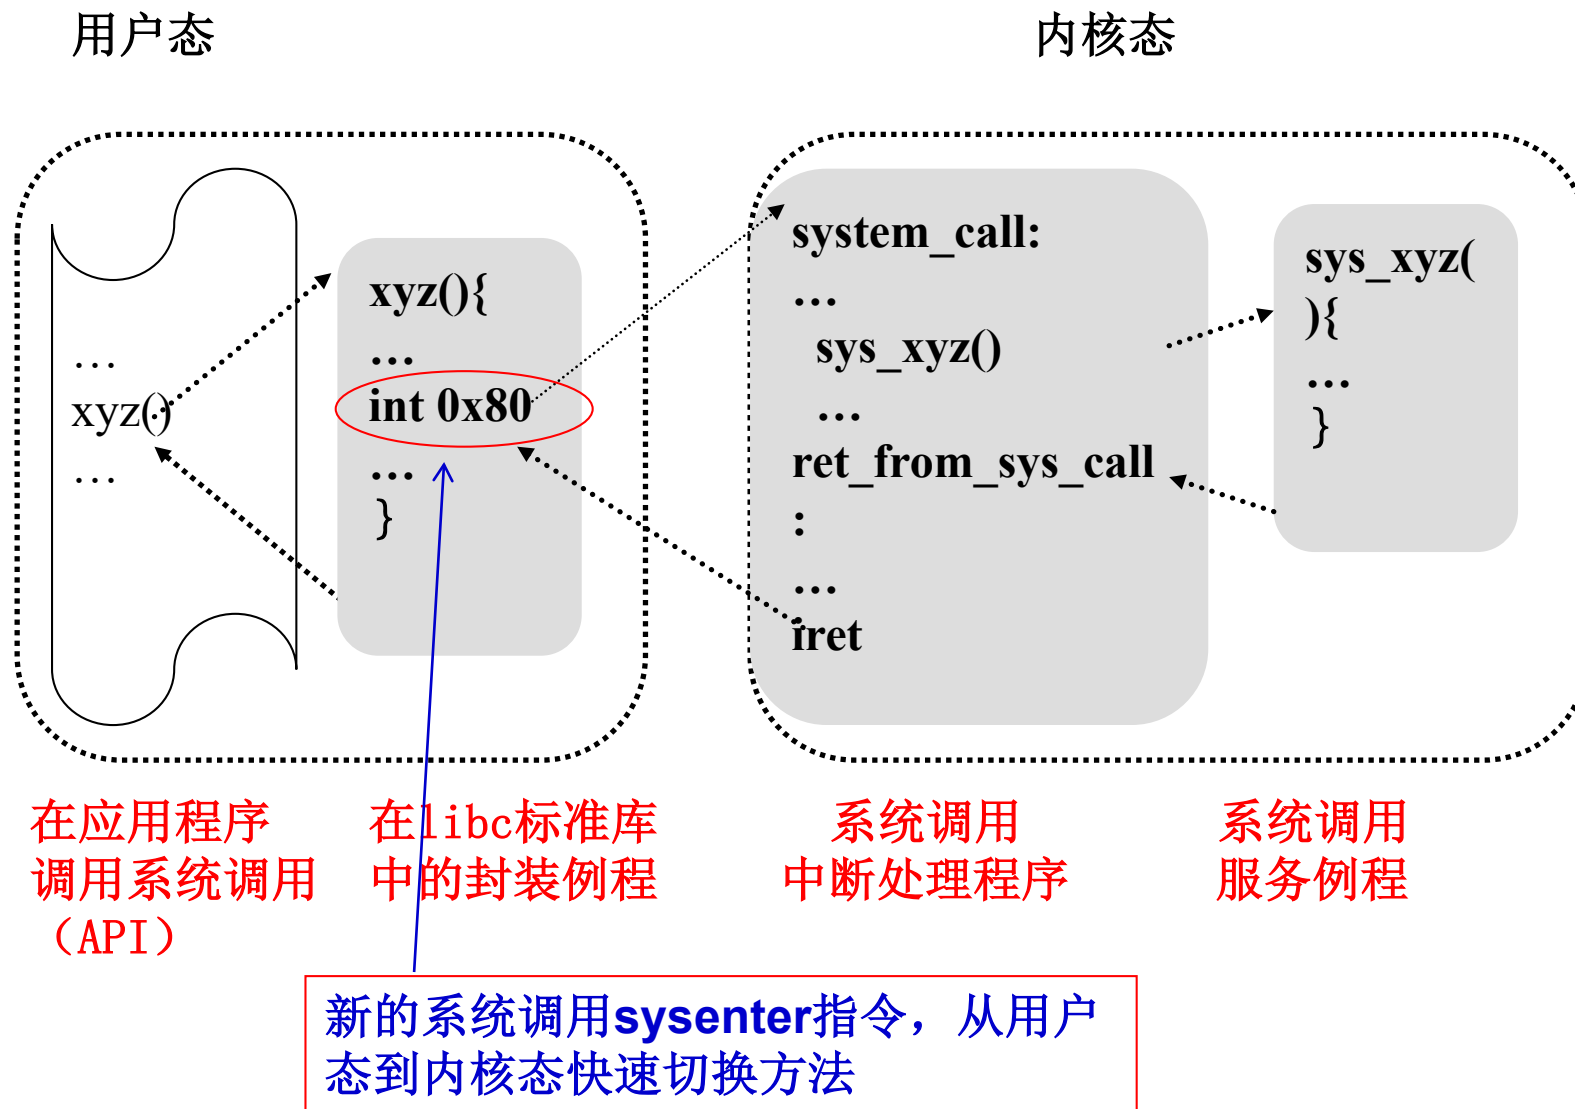 用户态
内核态
…
xyz()
…
xyz(){
…
int 0x80
…
}
system_call:
…
sys_xyz()
…
ret_from_sys_call
:
…
iret
sys_xyz(
){
…
}
在应用程序
调用系统调用
（API）
在libc标准库
中的封装例程
系统调用
中断处理程序
系统调用
服务例程
新的系统调用sysenter指令，从用户
态到内核态快速切换方法